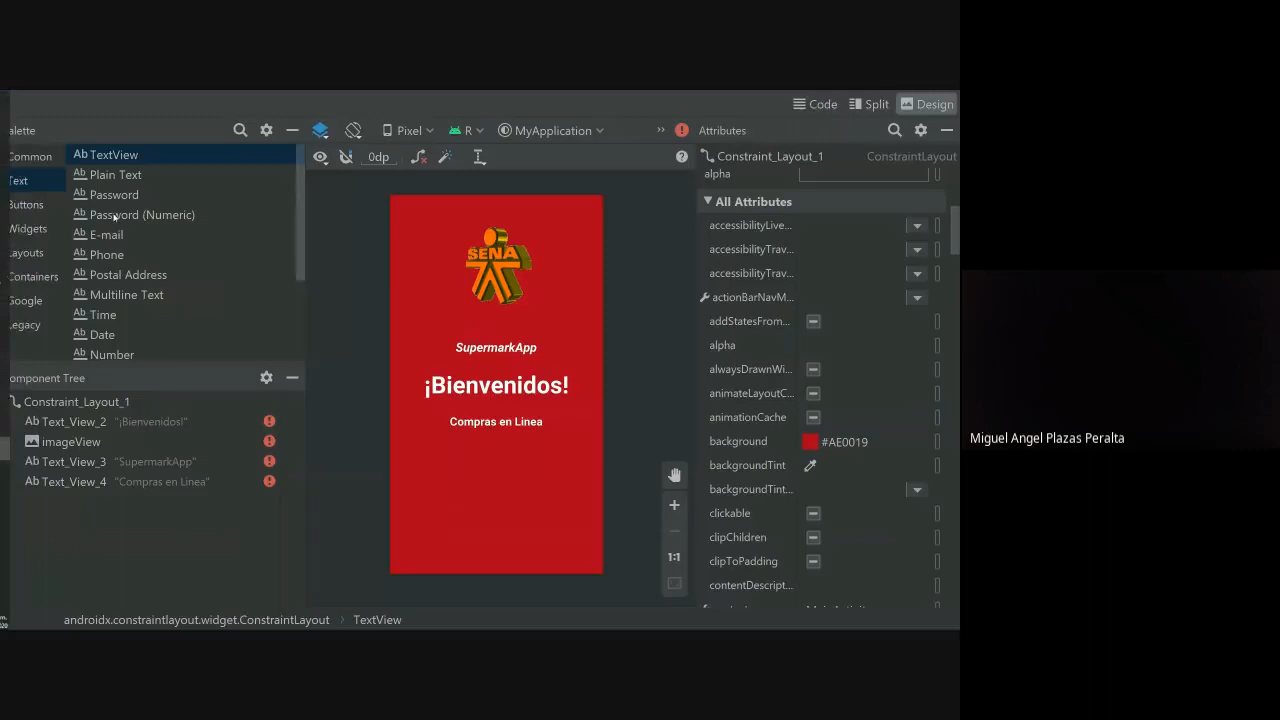 Code
Split
Design
alette
Pixel
R
MyApplication
»
Attributes
Common
Text
Buttons
Widgets
ayouts
Containers
Google
egacy
Ab TextView
Ab Plain Text
Ab Password
Ab Password (Numeric)
Ab E-mail
Ab Phone
Ab Postal Address
Ab Multiline Text
Ab Time
Ab Date
Ab Number
0dp
Constraint_Layout_1
ConstraintLayout
alpha
All Attributes
accessibilityLive...
accessibilityTrav...
accessibilityTrav...
actionBarNavM...
addStatesFrom...
alpha
alwaysDrawnWi...
animateLayoutC...
animationCache
background
#AE0019
backgroundTint
backgroundTint...
clickable
clipChildren
clipToPadding
contentDescript...
SENA
SupermarkApp
¡Bienvenidos!
Compras en Linea
1:1
omponent Tree
Constraint_Layout_1
Ab Text_View_2 "¡Bienvenidos!"
imageView
Ab Text_View_3 "SupermarkApp"
Ab Text_View_4 "Compras en Linea"
androidx.constraintlayout.widget.ConstraintLayout › TextView
Miguel Angel Plazas Peralta